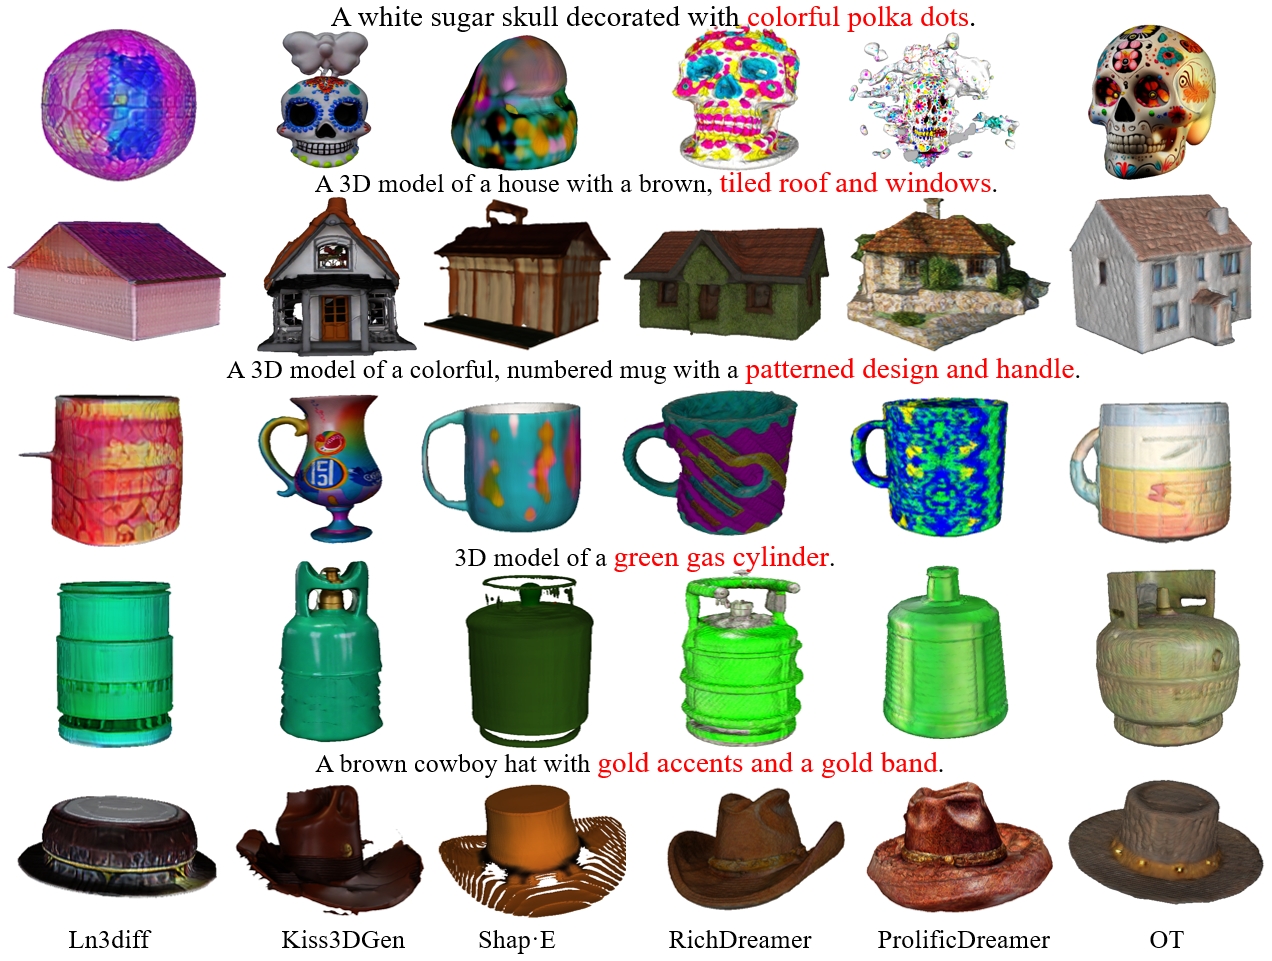 A white sugar skull decorated with colorful polka dots.
A 3D model of a house with a brown, tiled roof and windows.
A 3D model of a colorful, numbered mug with a patterned design and handle.
151
3D model of a green gas cylinder.
A brown cowboy hat with gold accents and a gold band.
Ln3diff Kiss3DGen Shap·E RichDreamer ProlificDreamer OT